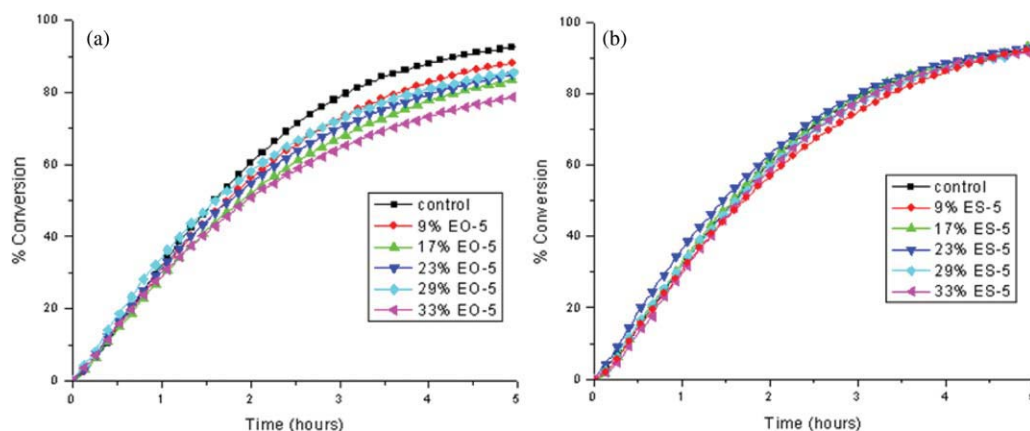 (a)
% Conversion
100
80
60
40
20
0
0 1 2 3 4 5
Time (hours)
control
9% EO-5
17% EO-5
23% EO-5
29% EO-5
33% EO-5
(b)
% Conversion
100
80
60
40
20
0
0 1 2 3 4
Time (hours)
control
9% ES-5
17% ES-5
23% ES-5
29% ES-5
33% ES-5